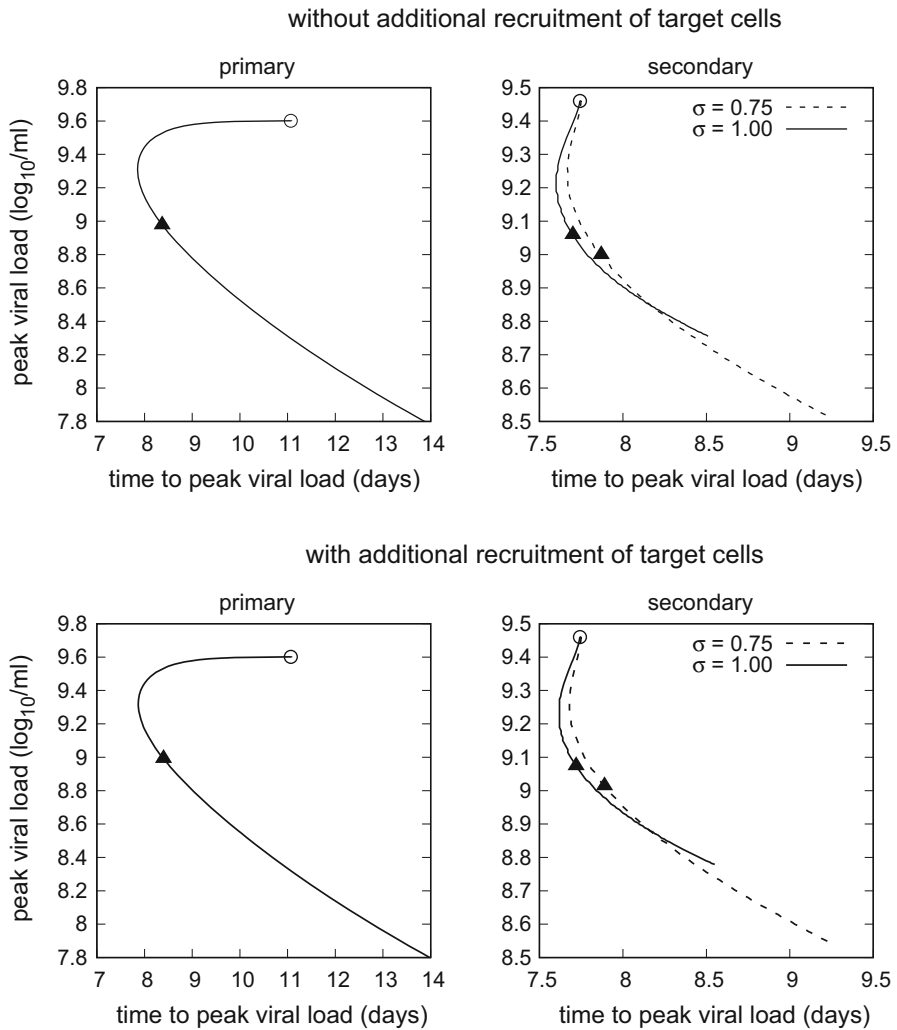 without additional recruitment of target cells
primary
secondary
peak viral load (log10/ml)
9.8
9.6
9.4
9.2
9
8.8
8.6
8.4
8.2
8
7.8
7 8 9 10 11 12 13 14
time to peak viral load (days)
9.5
9.4
9.3
9.2
9.1
9
8.9
8.8
8.7
8.6
8.5
σ = 0.75
σ = 1.00
7.5 8 8.5 9 9.5
time to peak viral load (days)
with additional recruitment of target cells
primary
secondary
peak viral load (log10/ml)
9.8
9.6
9.4
9.2
9
8.8
8.6
8.4
8.2
8
7.8
7 8 9 10 11 12 13 14
time to peak viral load (days)
9.5
9.4
9.3
9.2
9.1
9
8.9
8.8
8.7
8.6
8.5
σ = 0.75
σ = 1.00
7.5 8 8.5 9 9.5
time to peak viral load (days)